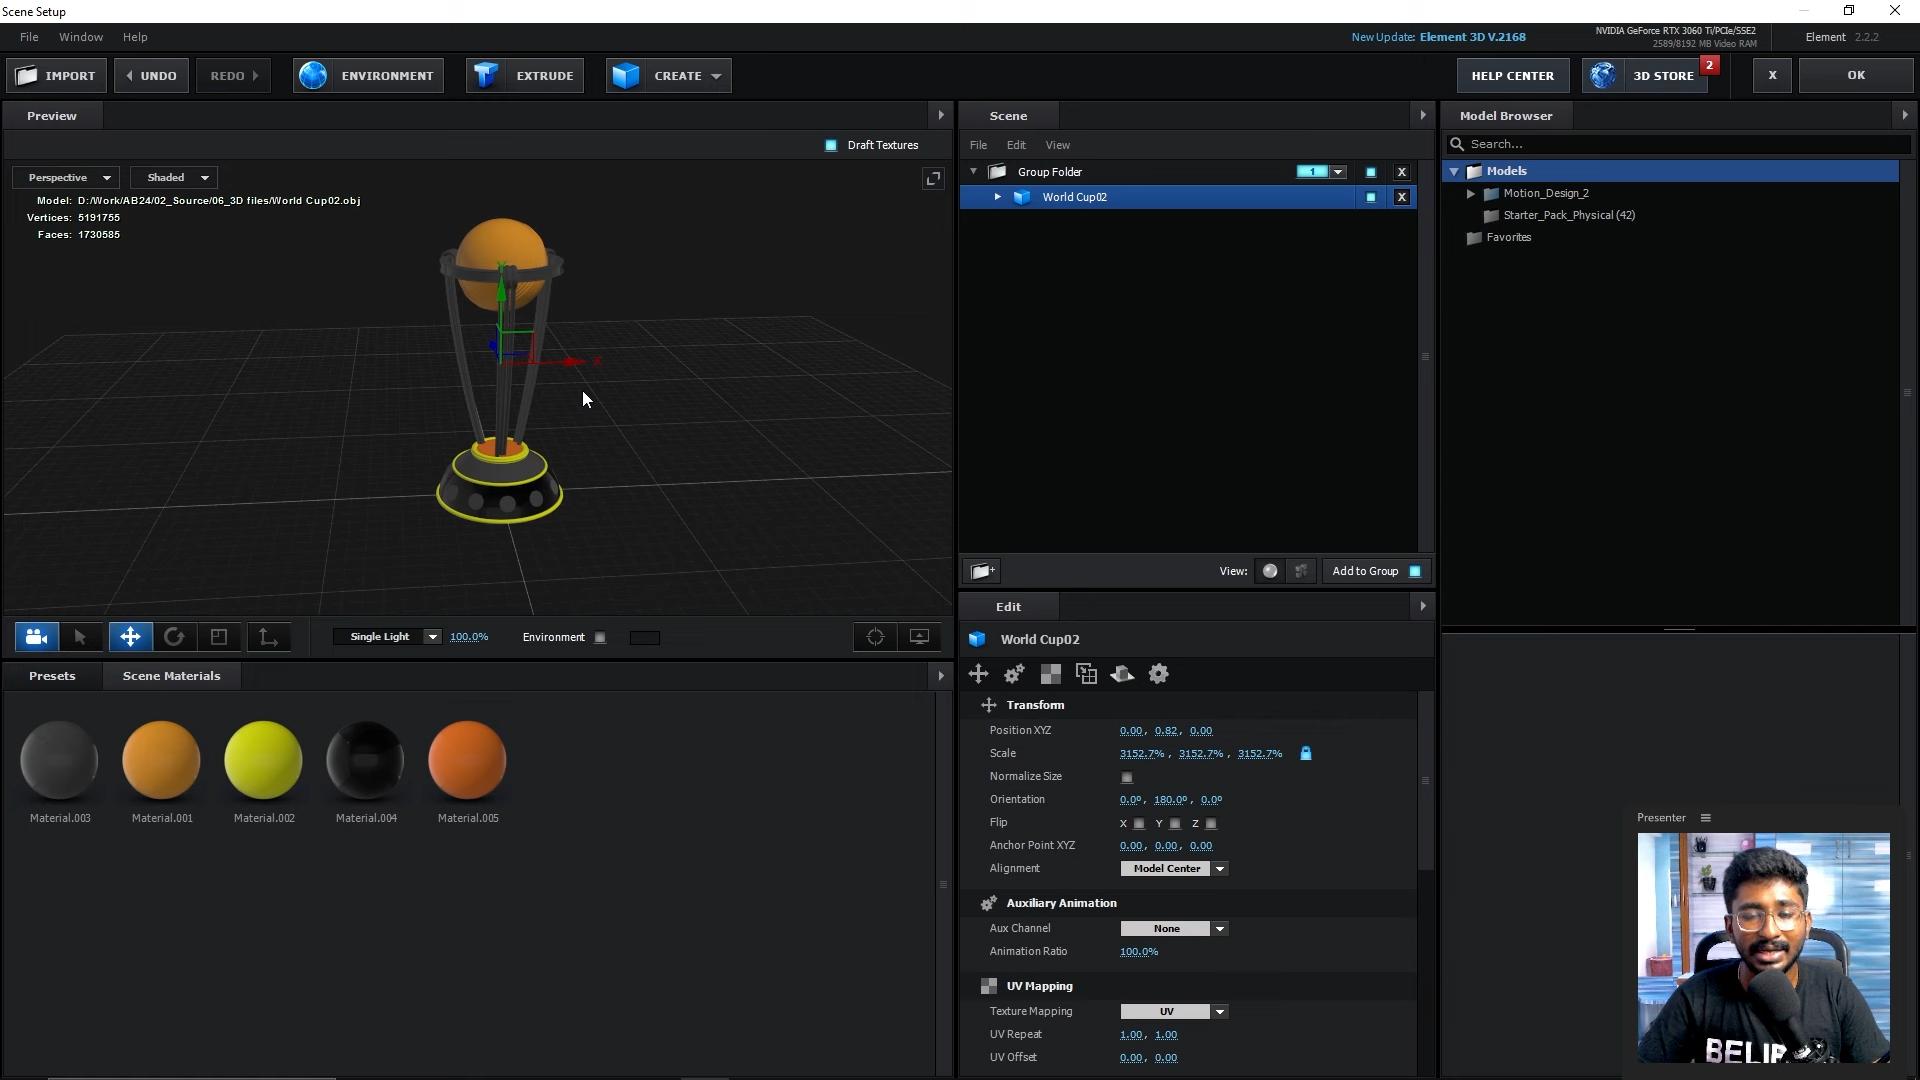 Scene Setup
File Window Help
New Update: Element 3D V.2168
NVIDIA GeForce RTX 3060 Ti/PCIe/SSE2
2589/8192 MB Video RAM
Element 2.2.2
IMPORT UNDO REDO ENVIRONMENT EXTRUDE CREATE HELP CENTER 3D STORE 2 X OK
Preview
Draft Textures
Perspective Shaded
Model: D:/Work/AB24/02_Source/06_3D files/World Cup02.obj
Vertices: 5191755
Faces: 1730585
Y
X
Single Light 100.0% Environment
Presets Scene Materials
Material.003 Material.001 Material.002 Material.004 Material.005
Scene
File Edit View
Group Folder 1 X
World Cup02 X
View: Add to Group
Edit
World Cup02
Transform
Position XYZ 0.00, 0.82, 0.00
Scale 3152.7%, 3152.7%, 3152.7%
Normalize Size
Orientation 0.0º, 180.0º, 0.0º
Flip X Y Z
Anchor Point XYZ 0.00, 0.00, 0.00
Alignment Model Center
Auxiliary Animation
Aux Channel None
Animation Ratio 100.0%
UV Mapping
Texture Mapping UV
UV Repeat 1.00, 1.00
UV Offset 0.00, 0.00
Model Browser
Search...
Models
Motion_Design_2
Starter_Pack_Physical (42)
Favorites
Presenter